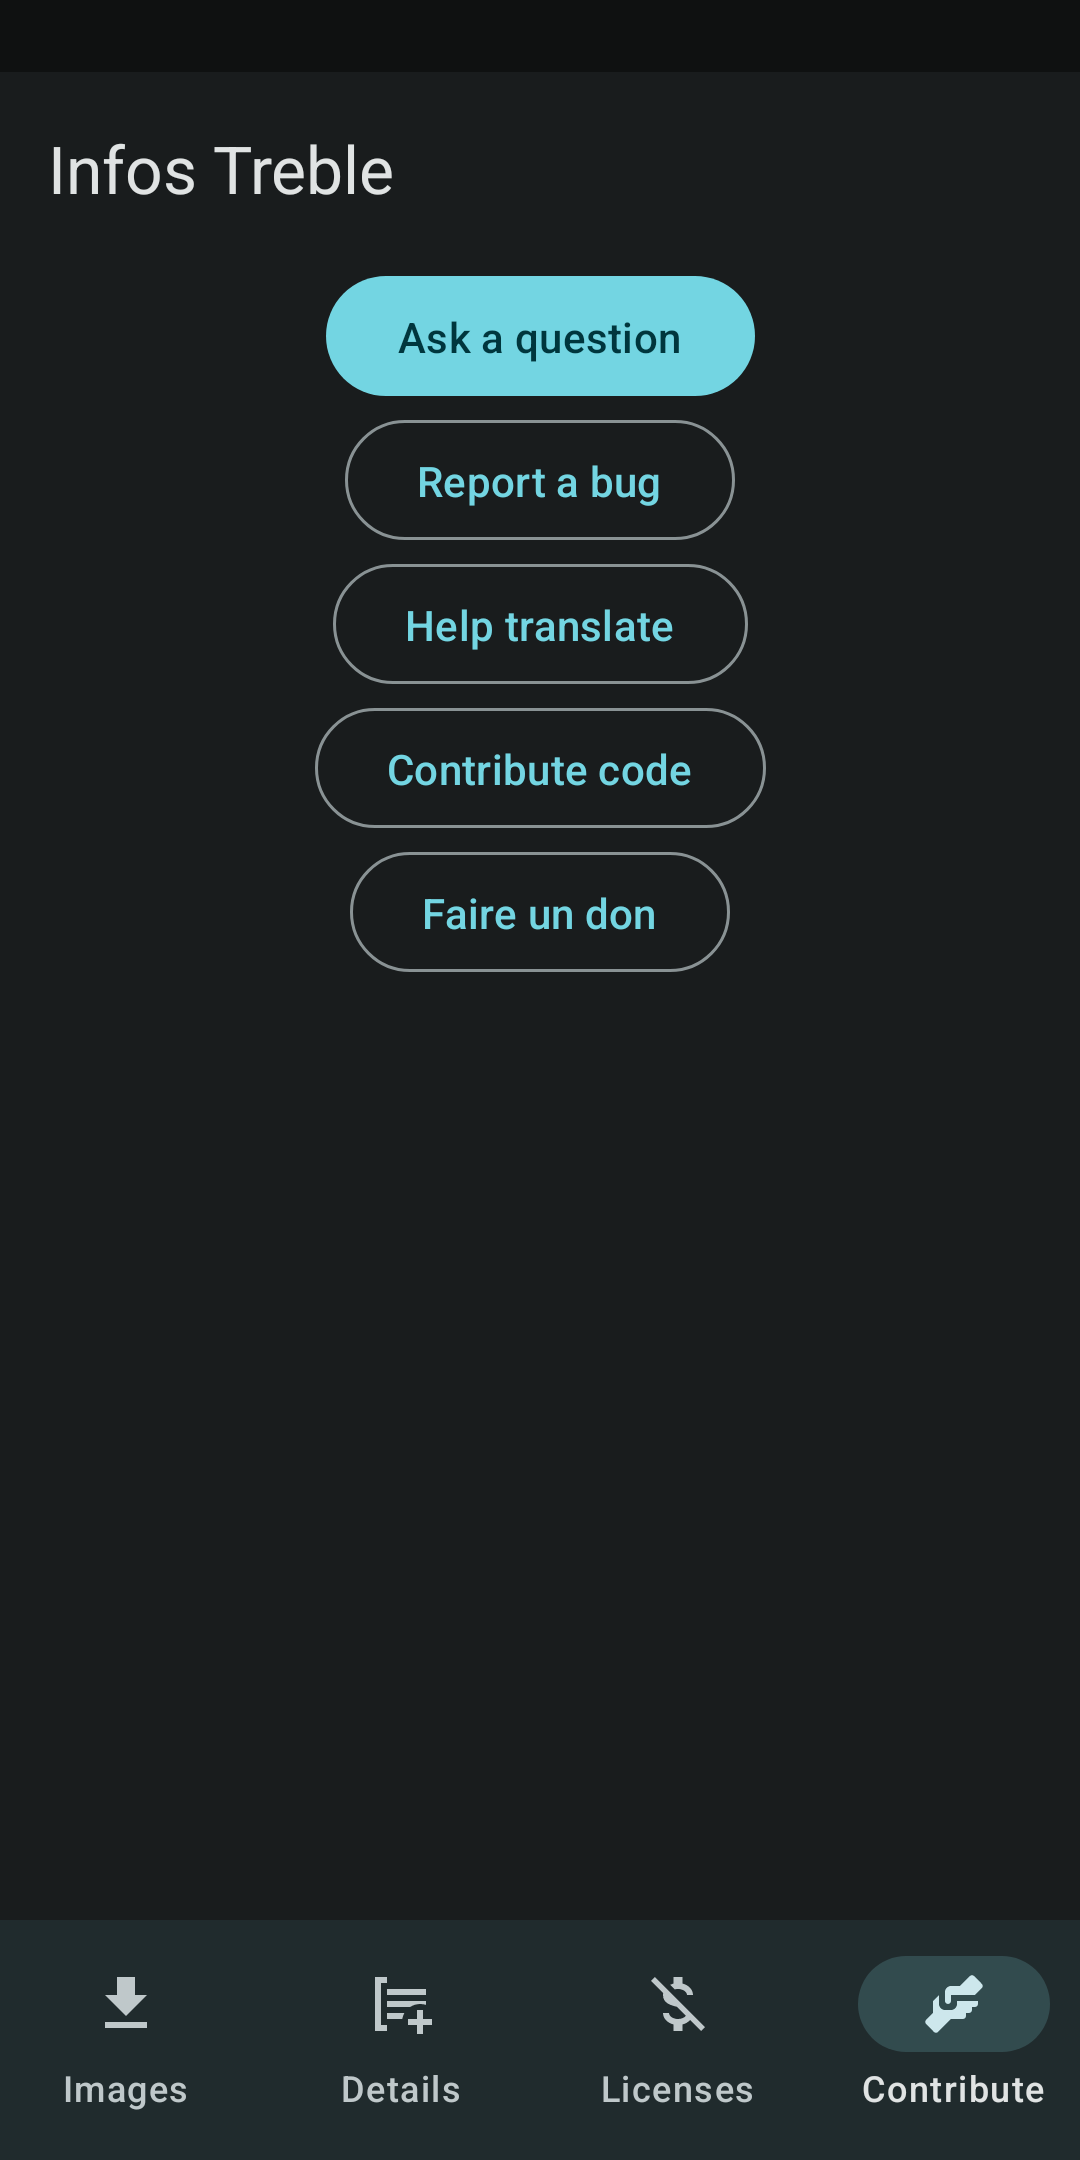 Infos Treble
Ask a question
Report a bug
Help translate
Contribute code
Faire un don
Images
Details
Licenses
Contribute